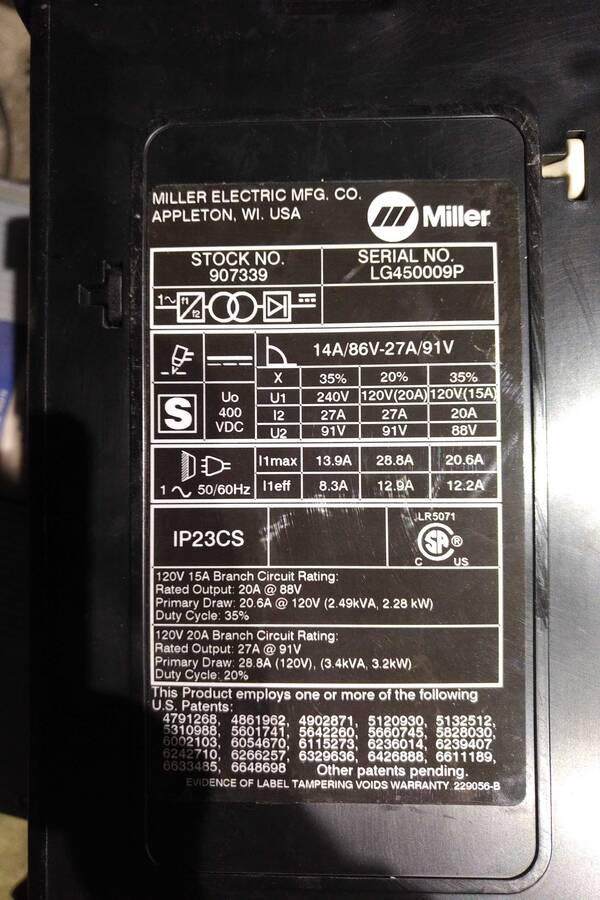 MILLER ELECTRIC MFG. CO.
APPLETON, WI. USA
Miller®
STOCK NO. SERIAL NO.
907339 LG450009P
1~ f1 f2
14A/86V-27A/91V
X 35% 20% 35%
S Uo 400 VDC
U1 240V 120V(20A) 120V(15A)
I2 27A 27A 20A
U2 91V 91V 88V
I1max 13.9A 28.8A 20.6A
1~ 50/60Hz I1eff 8.3A 12.9A 12.2A
IP23CS
LR5071
SP®
C US
120V 15A Branch Circuit Rating:
Rated Output: 20A @ 88V
Primary Draw: 20.6A @ 120V (2.49kVA, 2.28 kW)
Duty Cycle: 35%
120V 20A Branch Circuit Rating:
Rated Output: 27A @ 91V
Primary Draw: 28.8A (120V), (3.4kVA, 3.2kW)
Duty Cycle: 20%
This Product employs one or more of the following
U.S. Patents:
4791268, 4861962, 4902871, 5120930, 5132512,
5310988, 5601741, 5642260, 5660745, 5828030,
6002103, 6054670, 6115273, 6236014, 6239407,
6242710, 6266257, 6329636, 6426888, 6611189,
6633485, 6648698 Other patents pending.
EVIDENCE OF LABEL TAMPERING VOIDS WARRANTY. 229056-B